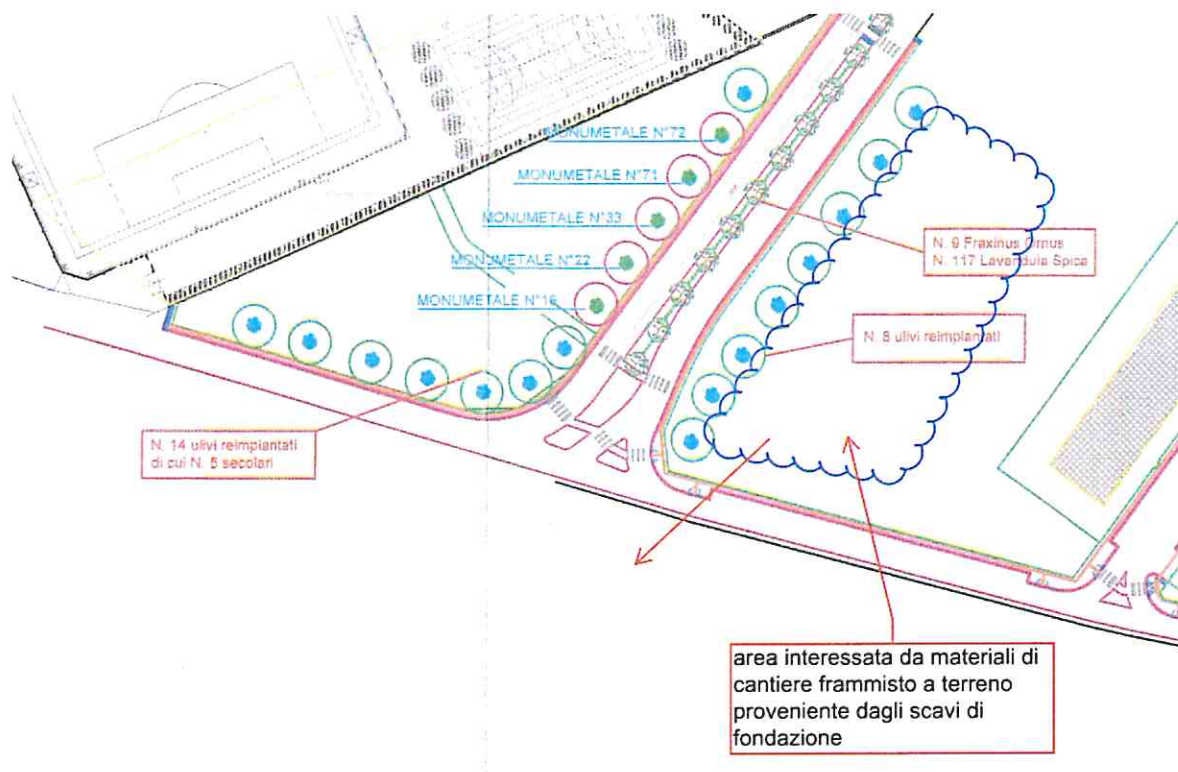 MONUMETALE N°72
MONUMETALE N°71
MONUMETALE N°33
MONUMETALE N°22
MONUMETALE N°16
N. 9 Fraxinus Ornus
N. 117 Lavandula Spica
N. 8 ulivi reimpiantati
N. 14 ulivi reimpiantati
di cui N. 5 secolari
area interessata da materiali di
cantiere frammisto a terreno
proveniente dagli scavi di
fondazione